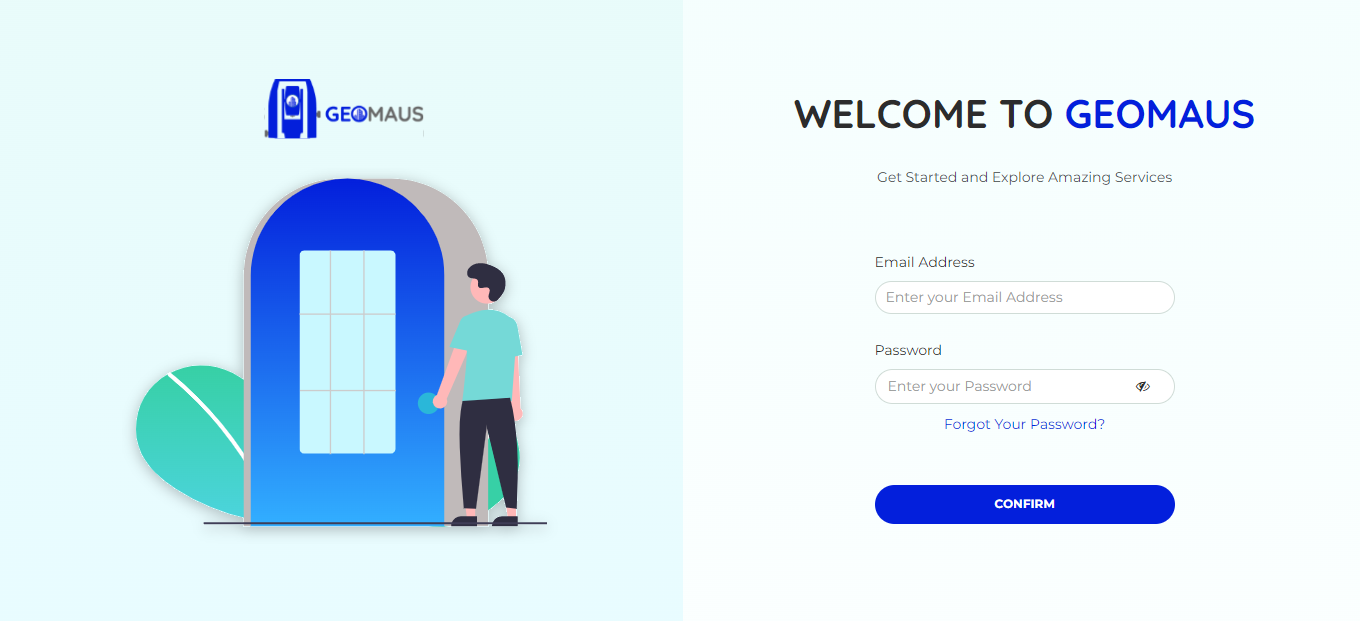 GEOMAUS
WELCOME TO GEOMAUS
Get Started and Explore Amazing Services
Email Address
Enter your Email Address
Password
Enter your Password
Forgot Your Password?
CONFIRM